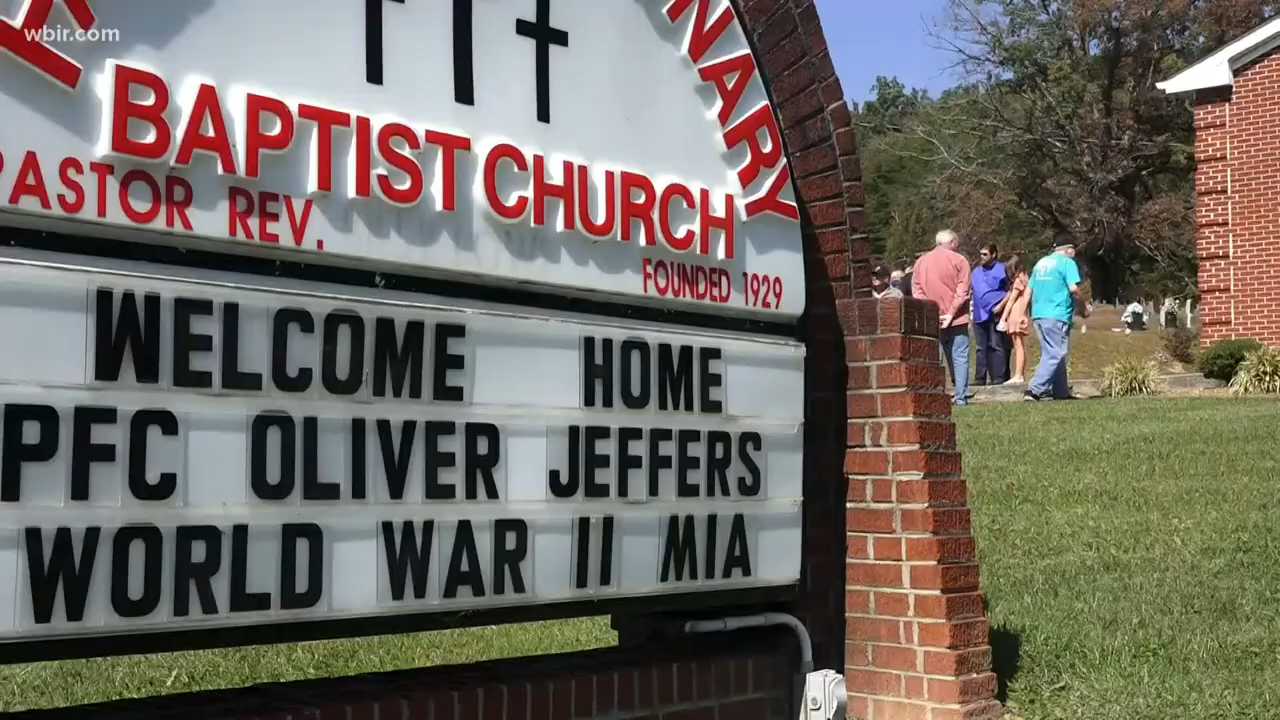 wbir.com
BAPTIST CHURCH
PASTOR REV.
FOUNDED 1929
WELCOME HOME
PFC OLIVER JEFFERS
WORLD WAR II MIA